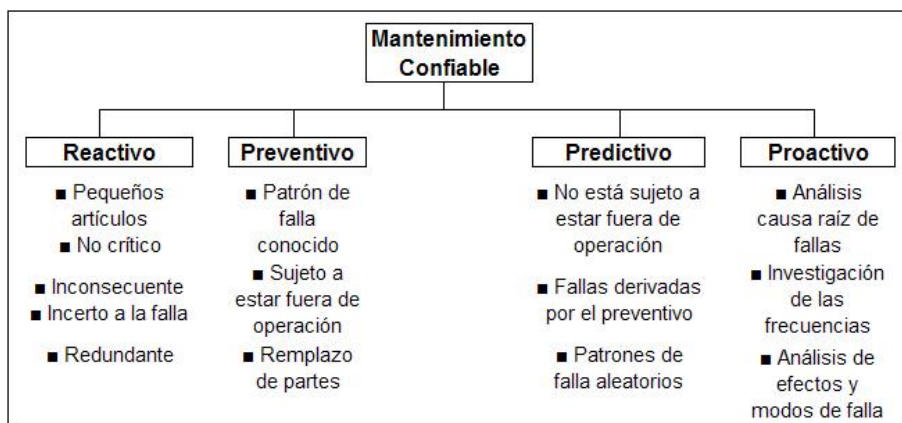 Mantenimiento
Confiable
Reactivo
■ Pequeños
artículos
■ No crítico
■ Inconsecuente
■ Incerto a la falla
■ Redundante
Preventivo
■ Patrón de
falla
conocido
■ Sujeto a
estar fuera de
operación
■ Remplazo
de partes
Predictivo
■ No está sujeto a
estar fuera de
operación
■ Fallas derivadas
por el preventivo
■ Patrones de
falla aleatorios
Proactivo
■ Análisis
causa raíz de
fallas
■ Investigación
de las
frecuencias
■ Análisis de
efectos y
modos de falla